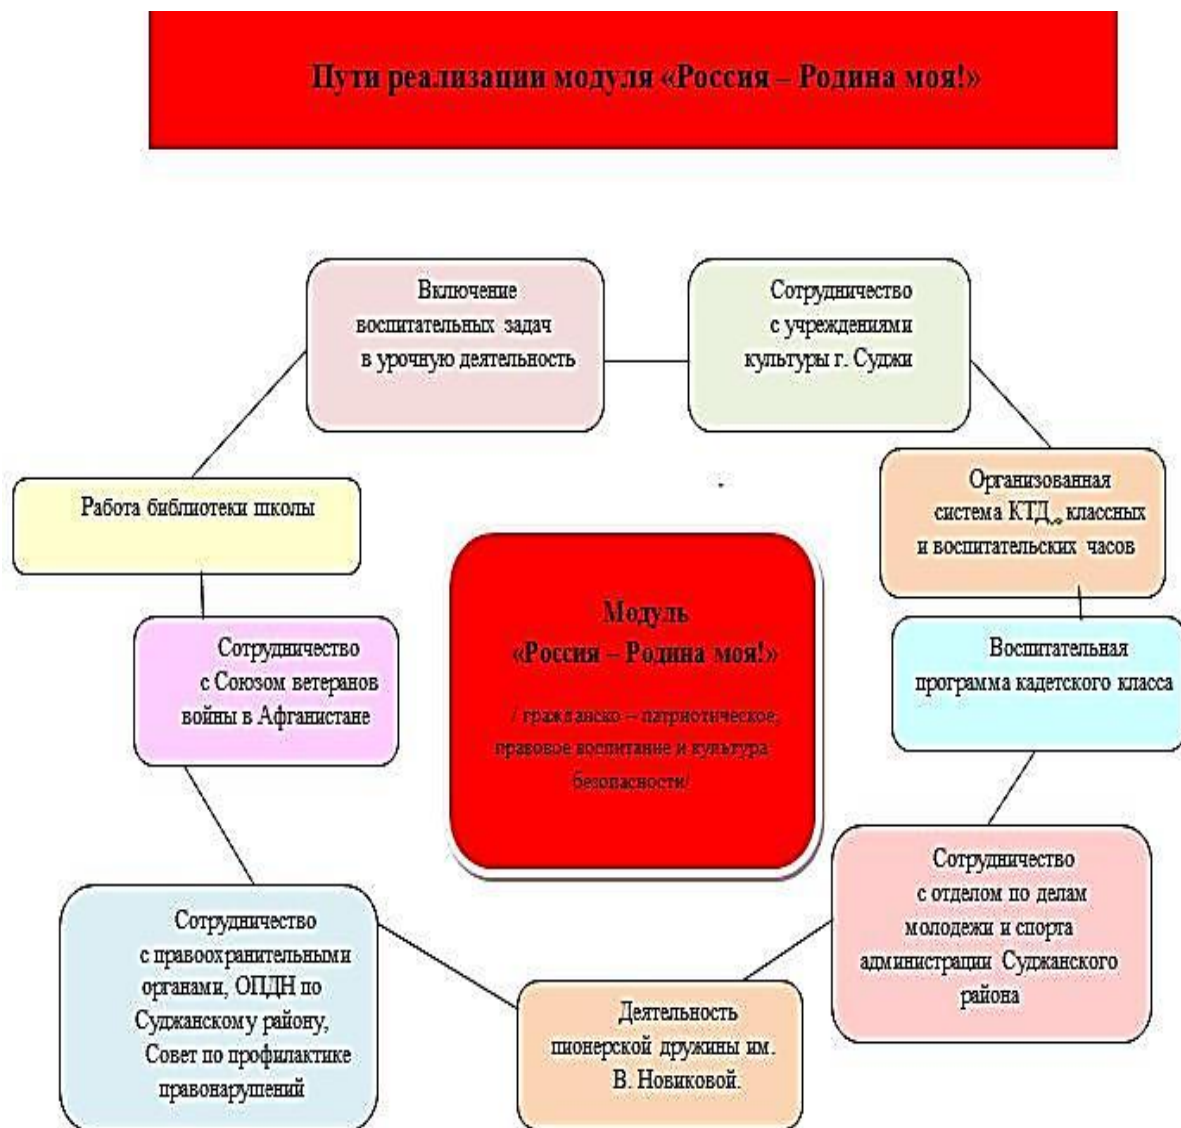 Пути реализации модуля «Россия – Родина моя!»
Включение
воспитательных задач
в урочную деятельность
Сотрудничество
с учреждениями
культуры г. Суджи
Организованная
система КТД, классных
и воспитательских часов
Работа библиотеки школы
Модуль
«Россия – Родина моя!»
/ гражданско – патриотическое,
правовое воспитание и культура
безопасности/
Сотрудничество
с Союзом ветеранов
войны в Афганистане
Воспитательная
программа кадетского класса
Сотрудничество
с отделом по делам
молодежи и спорта
администрации Суджанского
района
Сотрудничество
с правоохранительными
органами, ОПДН по
Суджанскому району,
Совет по профилактике
правонарушений
Деятельность
пионерской дружины им.
В. Новиковой.